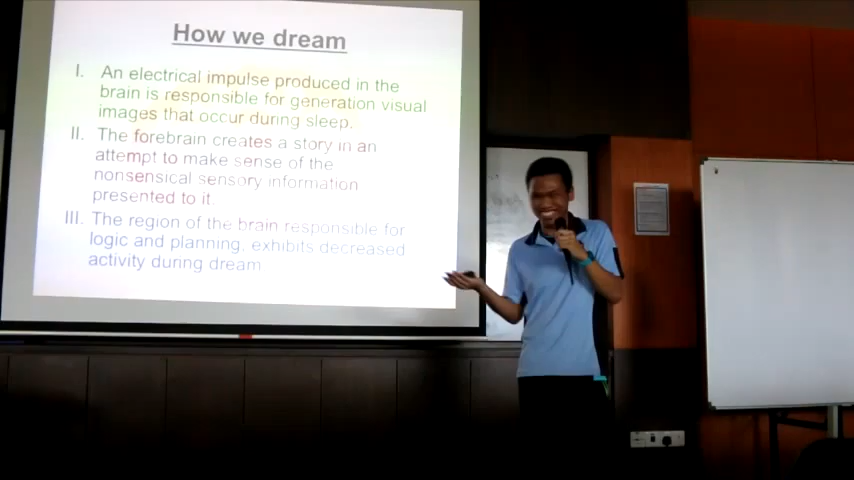 How we dream
I. An electrical impulse produced in the
brain is responsible for generation visual
images that occur during sleep.
II. The forebrain creates a story in an
attempt to make sense of the
nonsensical sensory information
presented to it.
III. The region of the brain responsible for
logic and planning, exhibits decreased
activity during dream